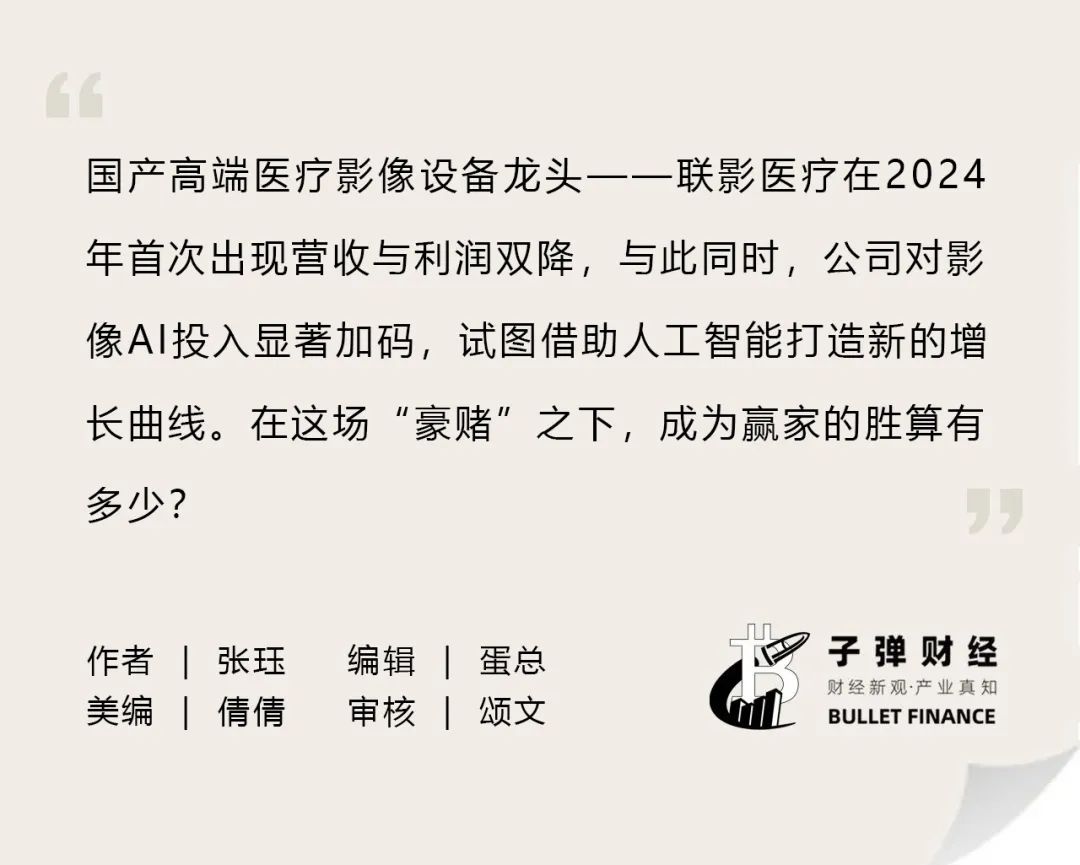 国产高端医疗影像设备龙头——联影医疗在2024
年首次出现营收与利润双降，与此同时，公司对影
像AI投入显著加码，试图借助人工智能打造新的增
长曲线。在这场“豪赌”之下，成为赢家的胜算有
多少？
作者 | 张珏 编辑 | 蛋总
美编 | 倩倩 审核 | 颂文
子弹财经
财经新观·产业真知
BULLET FINANCE